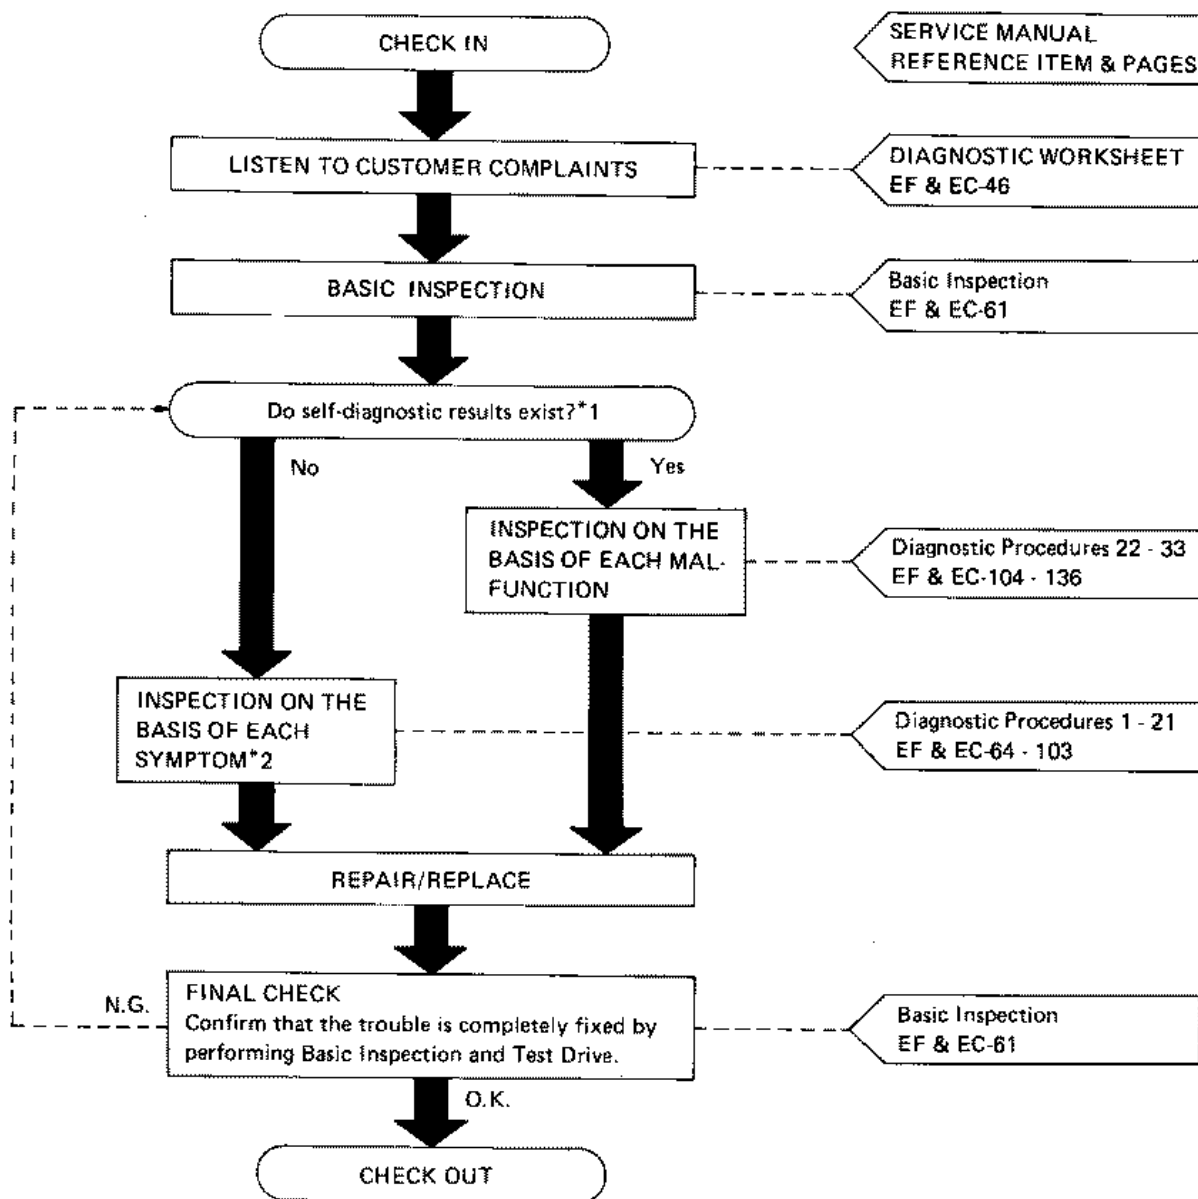 CHECK IN
SERVICE MANUAL
REFERENCE ITEM & PAGES
LISTEN TO CUSTOMER COMPLAINTS
DIAGNOSTIC WORKSHEET
EF & EC-46
BASIC INSPECTION
Basic Inspection
EF & EC-61
Do self-diagnostic results exist?*1
No
Yes
INSPECTION ON THE
BASIS OF EACH MAL-
FUNCTION
Diagnostic Procedures 22 - 33
EF & EC-104 - 136
INSPECTION ON THE
BASIS OF EACH
SYMPTOM*2
Diagnostic Procedures 1 - 21
EF & EC-64 - 103
REPAIR/REPLACE
N.G.
FINAL CHECK
Confirm that the trouble is completely fixed by
performing Basic Inspection and Test Drive.
Basic Inspection
EF & EC-61
O.K.
CHECK OUT